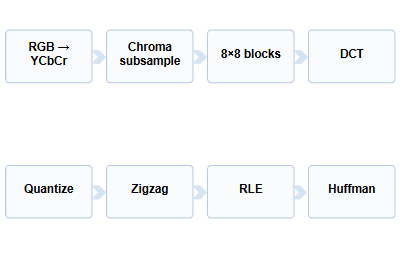 RGB →
YCbCr
Chroma
subsample
8×8 blocks
DCT
Quantize
Zigzag
RLE
Huffman